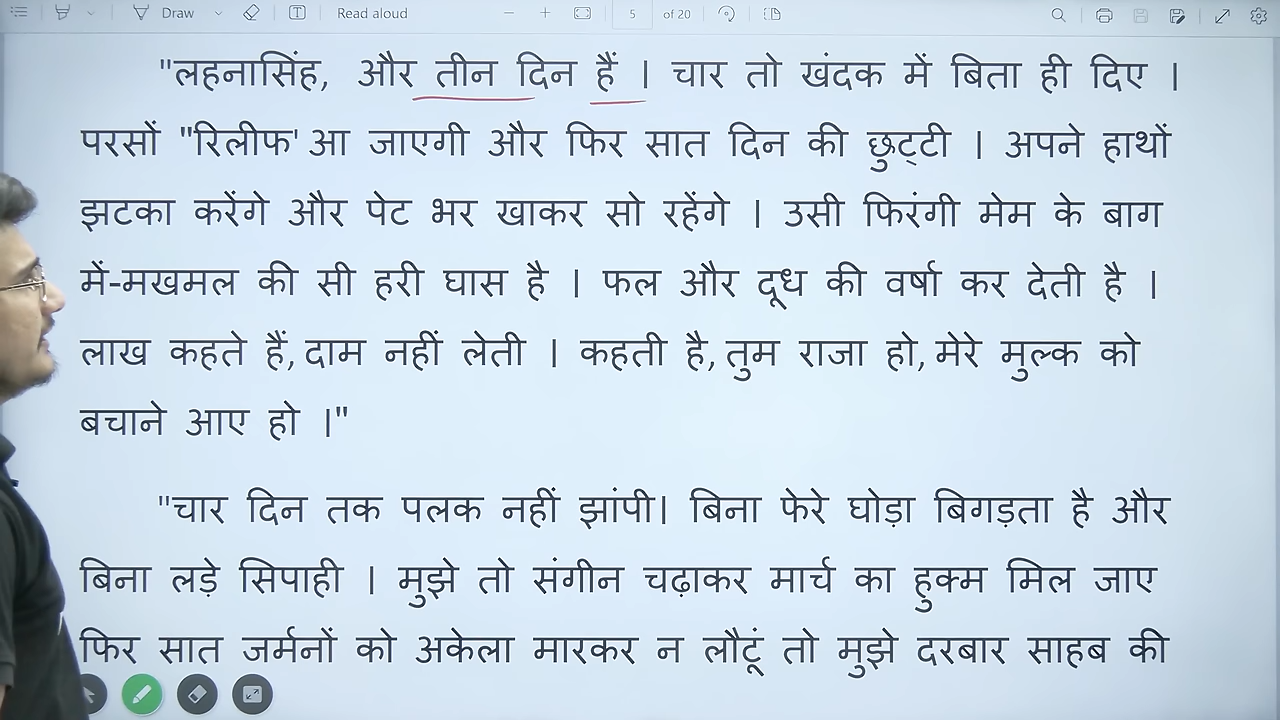 Draw Read aloud 5 of 20
"लहनासिंह, और तीन दिन हैं । चार तो खंदक में बिता ही दिए ।
परसों "रिलीफ' आ जाएगी और फिर सात दिन की छुट्टी । अपने हाथों
झटका करेंगे और पेट भर खाकर सो रहेंगे । उसी फिरंगी मेम के बाग
में-मखमल की सी हरी घास है । फल और दूध की वर्षा कर देती है ।
लाख कहते हैं, दाम नहीं लेती । कहती है, तुम राजा हो, मेरे मुल्क को
बचाने आए हो ।"
"चार दिन तक पलक नहीं झांपी। बिना फेरे घोड़ा बिगड़ता है और
बिना लड़े सिपाही । मुझे तो संगीन चढ़ाकर मार्च का हुक्म मिल जाए
फिर सात जर्मनों को अकेला मारकर न लौटूं तो मुझे दरबार साहब की